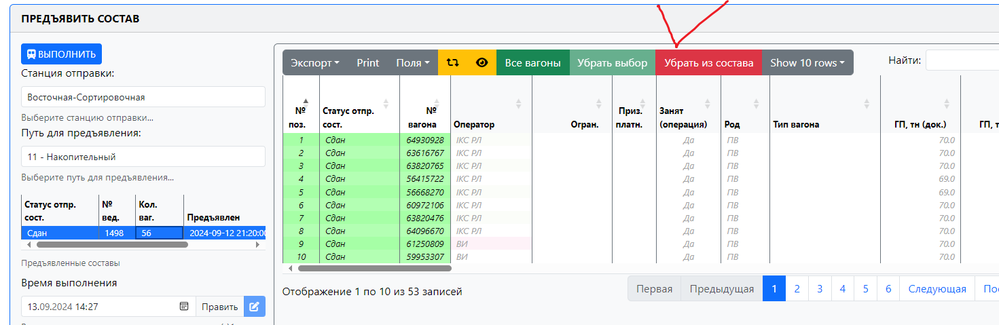 ПРЕДЪЯВИТЬ СОСТАВ
ВЫПОЛНИТЬ
Станция отправки:
Восточная-Сортировочная
Выберите станцию отправки...
Путь для предъявления:
11 - Накопительный
Выберите путь для предъявления...
Статус отпр. сост. № вед. Кол. ваг. Предъявлен
Сдан 1498 56 2024-09-12 21:20:00
Предъявленные составы
Время выполнения
13.09.2024 14:27 Править
Экспорт Print Поля Все вагоны Убрать выбор Убрать из состава Show 10 rows Найти:
№ поз. Статус отпр. сост. № вагона Оператор Огран. Приз. платн. Занят (операция) Род Тип вагона ГП, тн (док.) ГП, т
1 Сдан 64930928 ІКС РЛ Да ПВ 70.0
2 Сдан 63616767 ІКС РЛ Да ПВ 70.0
3 Сдан 63820765 ІКС РЛ Да ПВ 70.0
4 Сдан 56415722 ІКС РЛ Да ПВ 69.0
5 Сдан 56668270 ІКС РЛ Да ПВ 69.0
6 Сдан 60972106 ІКС РЛ Да ПВ 70.0
7 Сдан 63820476 ІКС РЛ Да ПВ 70.0
8 Сдан 64096670 ІКС РЛ Да ПВ 70.0
9 Сдан 61250809 ВИ Да ПВ 70.0
10 Сдан 59953307 ВИ Да ПВ 70.0
Отображение 1 по 10 из 53 записей
Первая Предыдущая 1 2 3 4 5 6 Следующая Пос